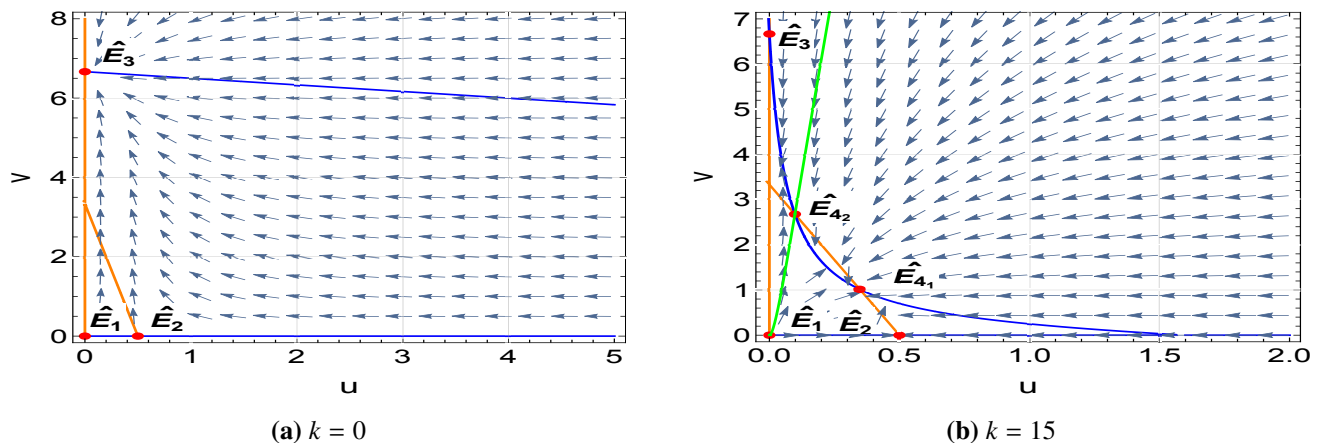 8
6
4
2
0
V
Ê₃
Ê₁
Ê₂
0 1 2 3 4 5
u
(a) k = 0
7
6
5
4
3
2
1
0
V
Ê₃
Ê₄₂
Ê₄₁
Ê₁
Ê₂
0.0 0.5 1.0 1.5 2.0
u
(b) k = 15